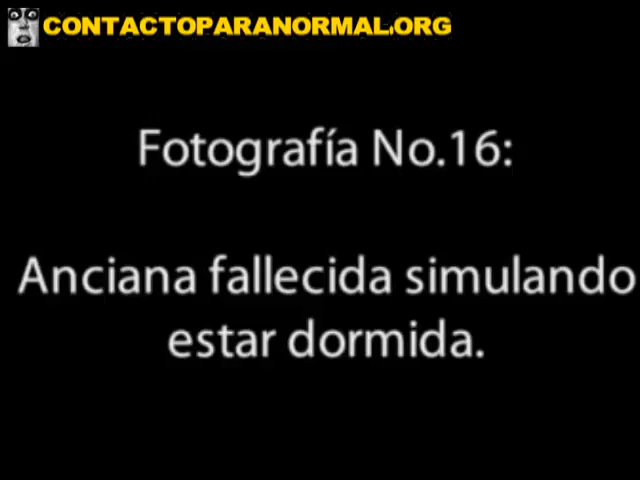 CONTACTOPARANORMAL.ORG
Fotografía No.16:
Anciana fallecida simulando
estar dormida.